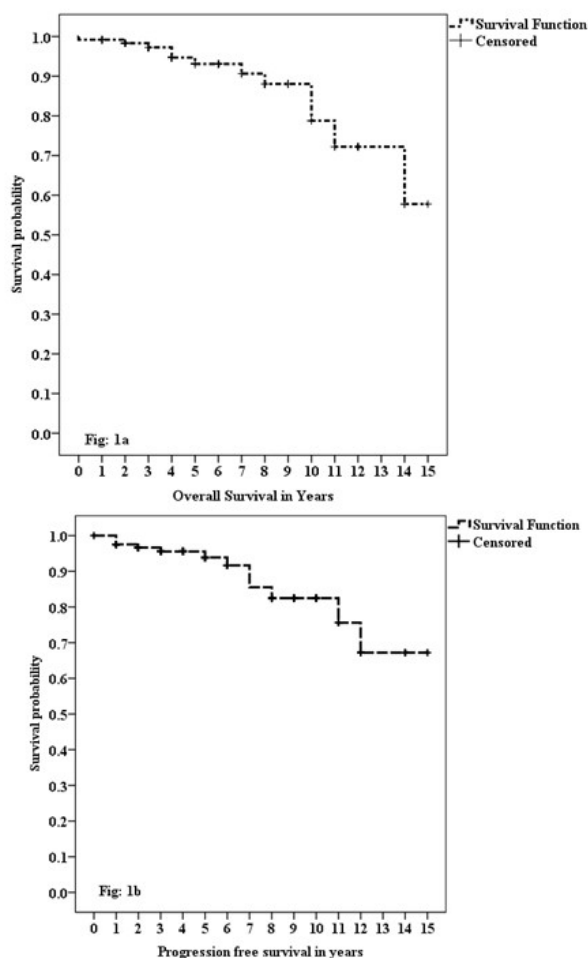 Survival Function
Censored
Survival probability
1.0
0.9
0.8
0.7
0.6
0.5
0.4
0.3
0.2
0.1
0.0
Fig: 1a
0 1 2 3 4 5 6 7 8 9 10 11 12 13 14 15
Overall Survival in Years
Survival Function
Censored
Survival probability
1.0
0.9
0.8
0.7
0.6
0.5
0.4
0.3
0.2
0.1
0.0
Fig: 1b
0 1 2 3 4 5 6 7 8 9 10 11 12 13 14 15
Progression free survival in years